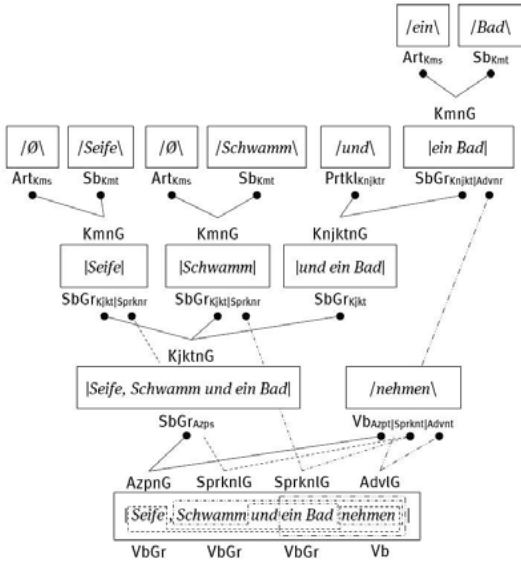 /ein\ /Bad\
ArtKms SbKmt
KmnG
/Ø\ /Seife\ /Ø\ /Schwamm\ /und\ |ein Bad|
ArtKms SbKmt ArtKms SbKmt PrtklKnjktr SbGrKnjkt|Advnr
KmnG KmnG KnjktnG
|Seife| |Schwamm| |und ein Bad|
SbGrKjkt|Sprknr SbGrKjkt|Sprknr SbGrKjkt
KjktnG
|Seife, Schwamm und ein Bad| /nehmen\
SbGrAzps VbAzpt|Sprknt|Advnt
AzpnG SprknlG SprknlG AdvlG
|Seife, Schwamm und ein Bad nehmen|
VbGr VbGr VbGr Vb